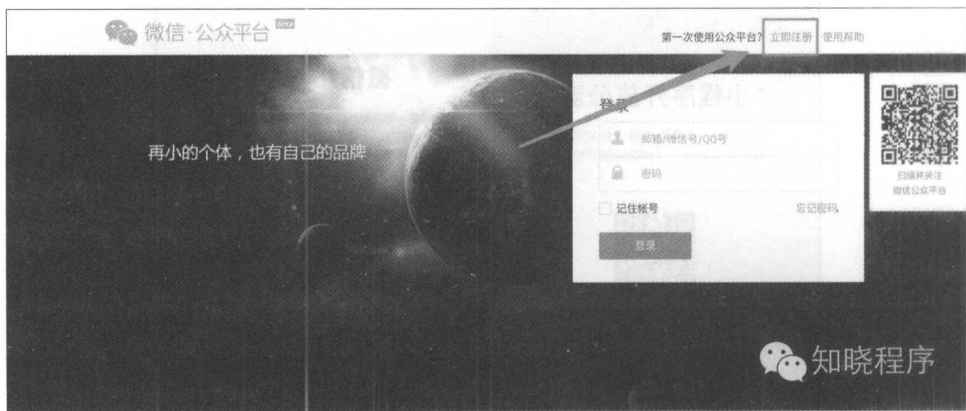 微信·公众平台 Beta
第一次使用公众平台? 立即注册 使用帮助
登录
邮箱/微信号/QQ号
再小的个体，也有自己的品牌
密码
扫描并关注
微信公众平台
记住帐号 忘记密码
登录
知晓程序